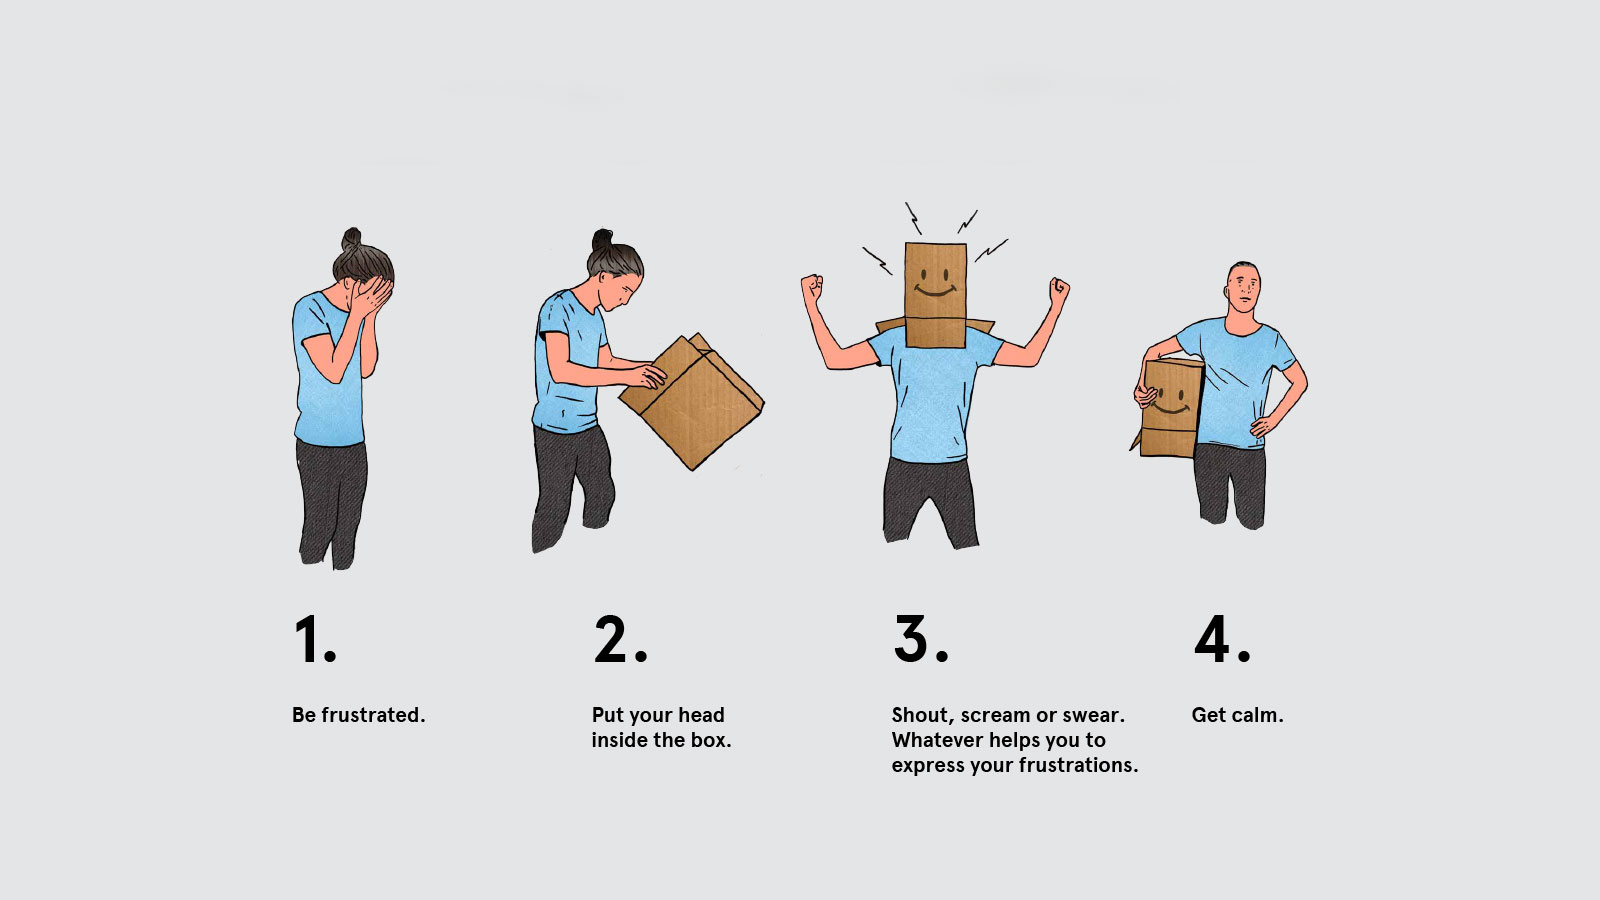 1.
Be frustrated.
2.
Put your head
inside the box.
3.
Shout, scream or swear.
Whatever helps you to
express your frustrations.
4.
Get calm.